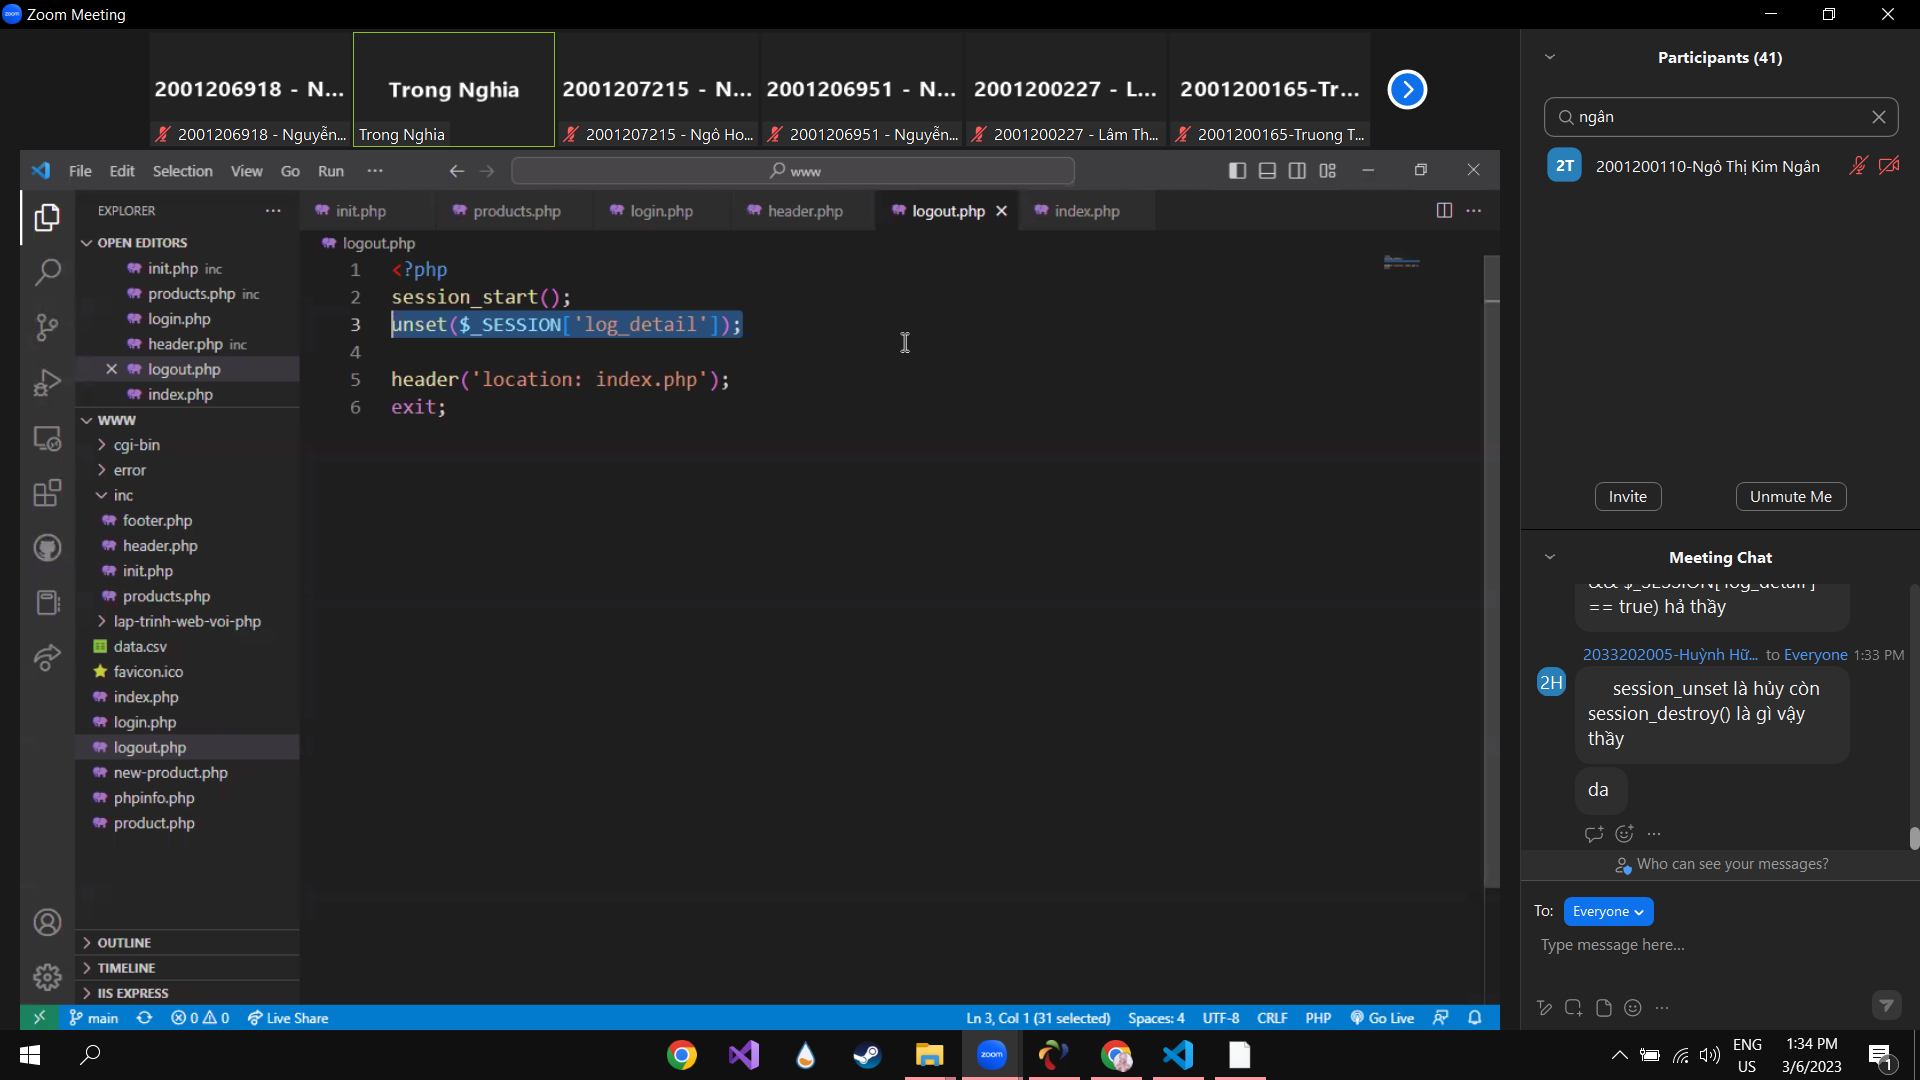 Zoom Meeting
2001206918 - N...
Trong Nghia
2001207215 - N...
2001206951 - N...
2001200227 - L...
2001200165-Tr...
2001206918 - Nguyễn...
Trong Nghia
2001207215 - Ngô Ho...
2001206951 - Nguyễn...
2001200227 - Lâm Th...
2001200165-Truong T...
File Edit Selection View Go Run ...
www
EXPLORER
init.php
products.php
login.php
header.php
logout.php
index.php
OPEN EDITORS
init.php inc
products.php inc
login.php
header.php inc
logout.php
index.php
WWW
cgi-bin
error
inc
footer.php
header.php
init.php
products.php
lap-trinh-web-voi-php
data.csv
favicon.ico
index.php
login.php
logout.php
new-product.php
phpinfo.php
product.php
OUTLINE
TIMELINE
IIS EXPRESS
logout.php
1 <?php
2 session_start();
3 unset($_SESSION['log_detail']);
4
5 header('location: index.php');
6 exit;
main
0 0
Live Share
Ln 3, Col 1 (31 selected)
Spaces: 4
UTF-8
CRLF
PHP
Go Live
Participants (41)
ngân
2T
2001200110-Ngô Thị Kim Ngân
Invite
Unmute Me
Meeting Chat
&& $_SESSION['log_detail']
== true) hả thầy
2033202005-Huỳnh Hữ... to Everyone 1:33 PM
2H
session_unset là hủy còn
session_destroy() là gì vậy
thầy
da
Who can see your messages?
To: Everyone
Type message here...
zoom
ENG
US
1:34 PM
3/6/2023
1